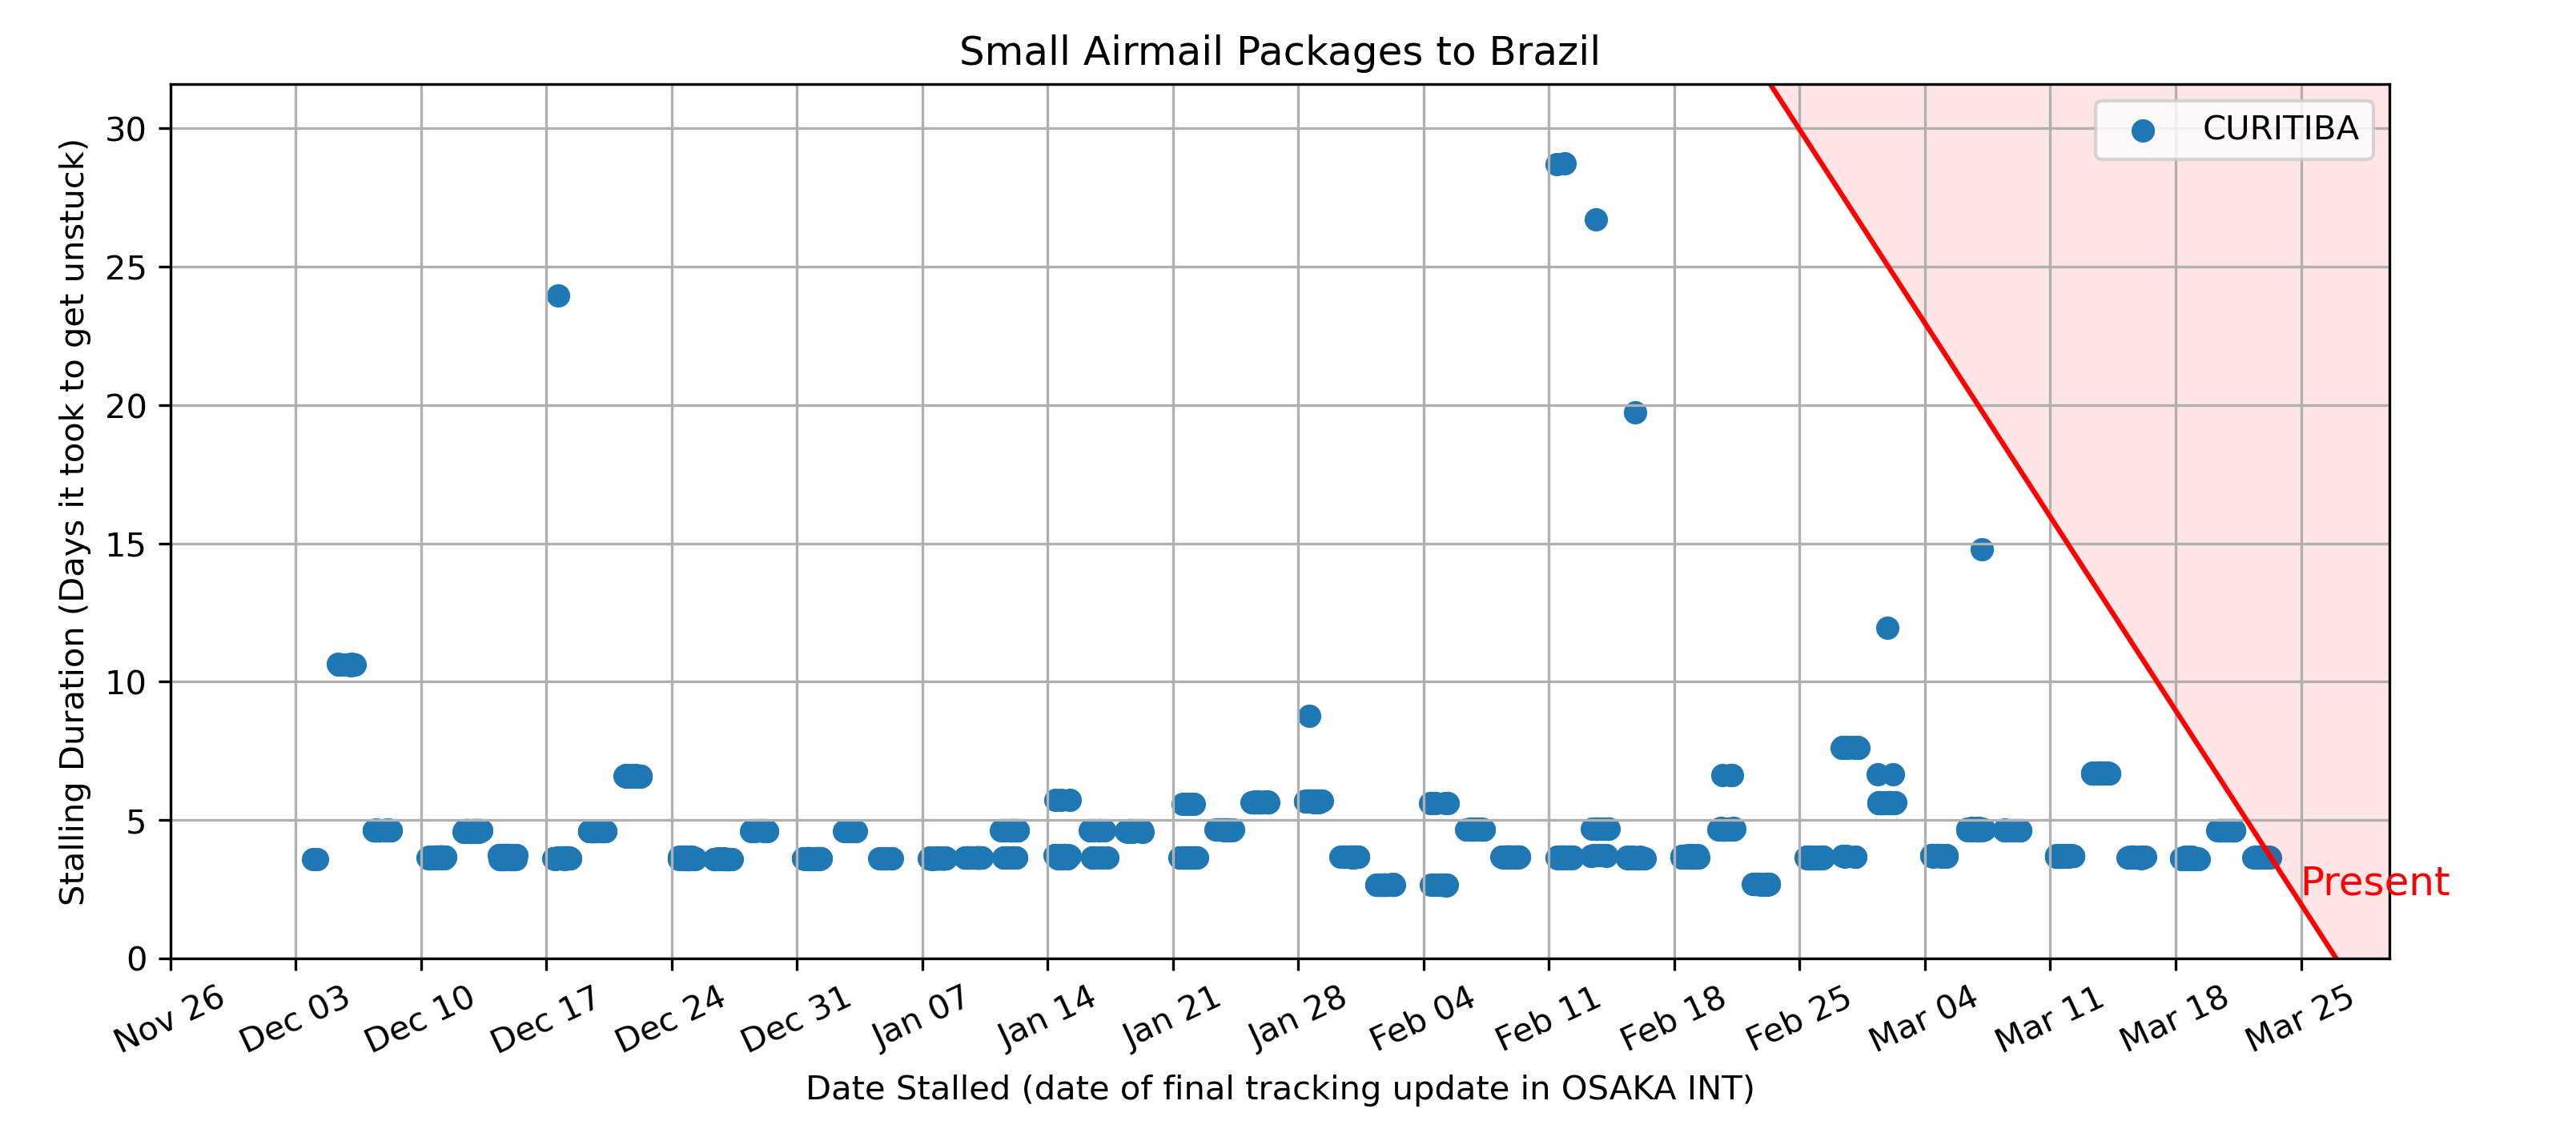 Small Airmail Packages to Brazil
CURITIBA
Stalling Duration (Days it took to get unstuck)
30
25
20
15
10
5
0
Present
Nov 26
Dec 03
Dec 10
Dec 17
Dec 24
Dec 31
Jan 07
Jan 14
Jan 21
Jan 28
Feb 04
Feb 11
Feb 18
Feb 25
Mar 04
Mar 11
Mar 18
Mar 25
Date Stalled (date of final tracking update in OSAKA INT)